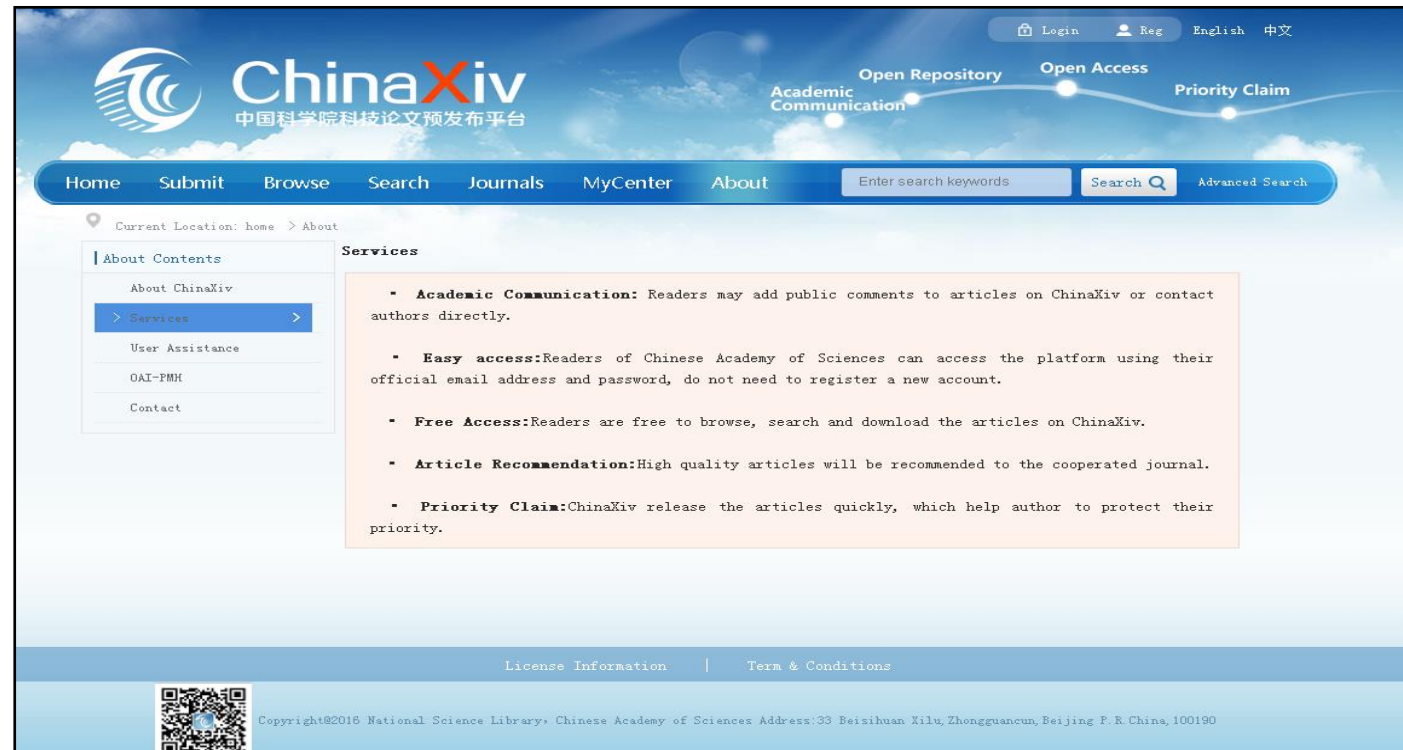 Login Reg English 中文
ChinaXiv
中国科学院科技论文预发布平台
Academic
Communication
Open Repository
Open Access
Priority Claim
Home Submit Browse Search Journals MyCenter About Enter search keywords Search Advanced Search
Current Location: home > About
About Contents
About ChinaXiv
> Services >
User Assistance
OAI-PMH
Contact
Services
▪ Academic Communication: Readers may add public comments to articles on ChinaXiv or contact
authors directly.
▪ Easy access:Readers of Chinese Academy of Sciences can access the platform using their
official email address and password, do not need to register a new account.
▪ Free Access:Readers are free to browse, search and download the articles on ChinaXiv.
▪ Article Recommendation:High quality articles will be recommended to the cooperated journal.
▪ Priority Claim:ChinaXiv release the articles quickly, which help author to protect their
priority.
License Information | Term & Conditions
Copyright@2016 National Science Library, Chinese Academy of Sciences Address:33 Beisihuan Xilu,Zhongguancun,Beijing P.R.China,100190